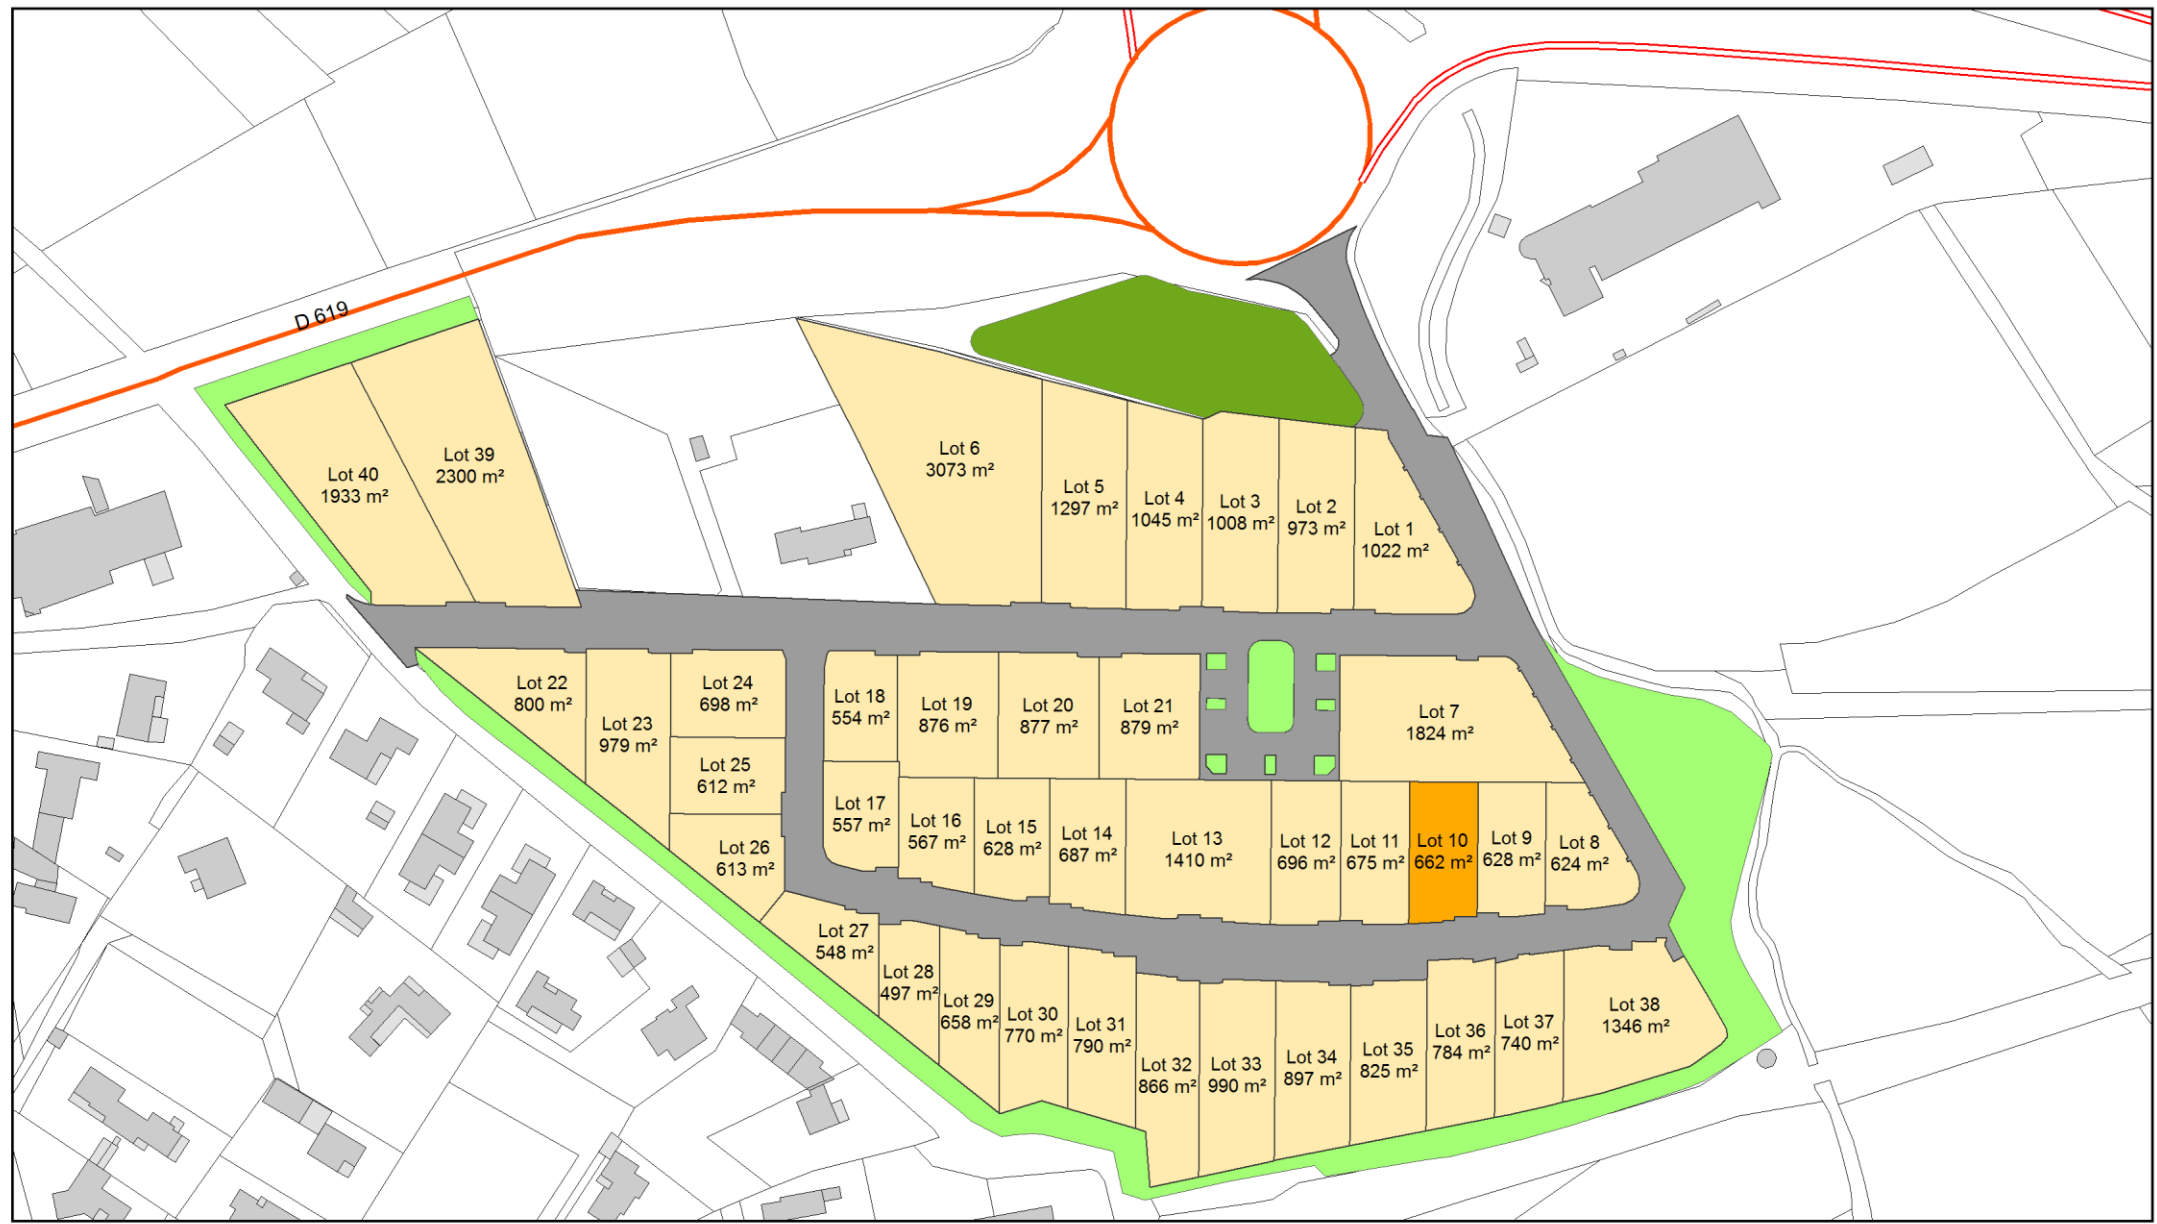 D 619
Lot 40
1933 m²
Lot 39
2300 m²
Lot 6
3073 m²
Lot 5
1297 m²
Lot 4
1045 m²
Lot 3
1008 m²
Lot 2
973 m²
Lot 1
1022 m²
Lot 22
800 m²
Lot 23
979 m²
Lot 24
698 m²
Lot 25
612 m²
Lot 26
613 m²
Lot 18
554 m²
Lot 19
876 m²
Lot 20
877 m²
Lot 21
879 m²
Lot 7
1824 m²
Lot 17
557 m²
Lot 16
567 m²
Lot 15
628 m²
Lot 14
687 m²
Lot 13
1410 m²
Lot 12
696 m²
Lot 11
675 m²
Lot 10
662 m²
Lot 9
628 m²
Lot 8
624 m²
Lot 27
548 m²
Lot 28
497 m²
Lot 29
658 m²
Lot 30
770 m²
Lot 31
790 m²
Lot 32
866 m²
Lot 33
990 m²
Lot 34
897 m²
Lot 35
825 m²
Lot 36
784 m²
Lot 37
740 m²
Lot 38
1346 m²